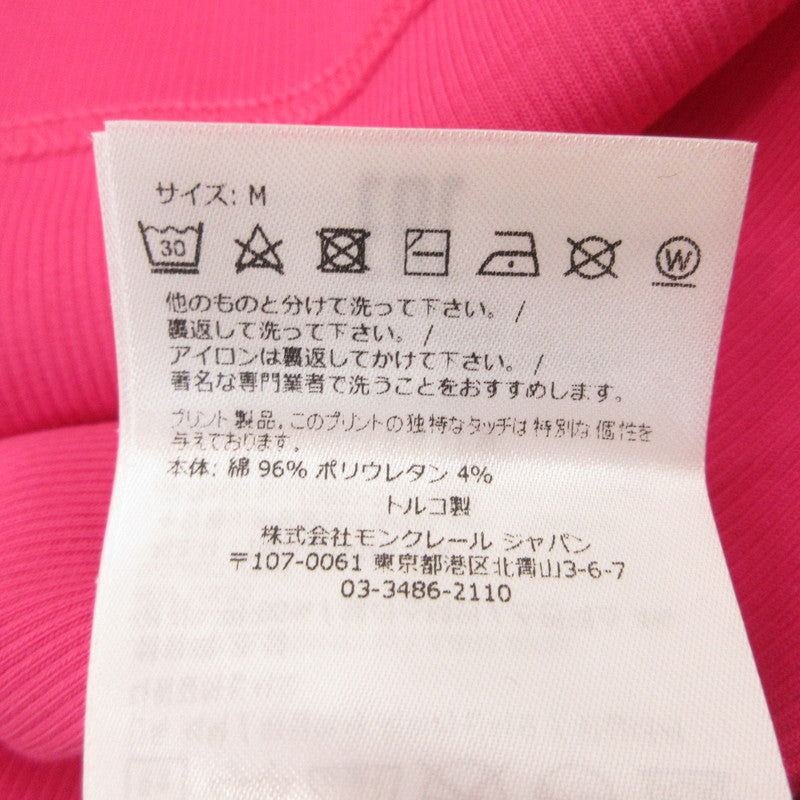 サイズ: M
30 W
他のものと分けて洗って下さい。 /
裏返して洗って下さい。 /
アイロンは裏返してかけて下さい。 /
著名な専門業者で洗うことをおすすめします。
プリント製品。このプリントの独特なタッチは特別な個性を
与えております。
本体: 綿 96% ポリウレタン 4%
トルコ製
株式会社モンクレール ジャパン
〒107-0061 東京都港区北青山3-6-7
03-3486-2110